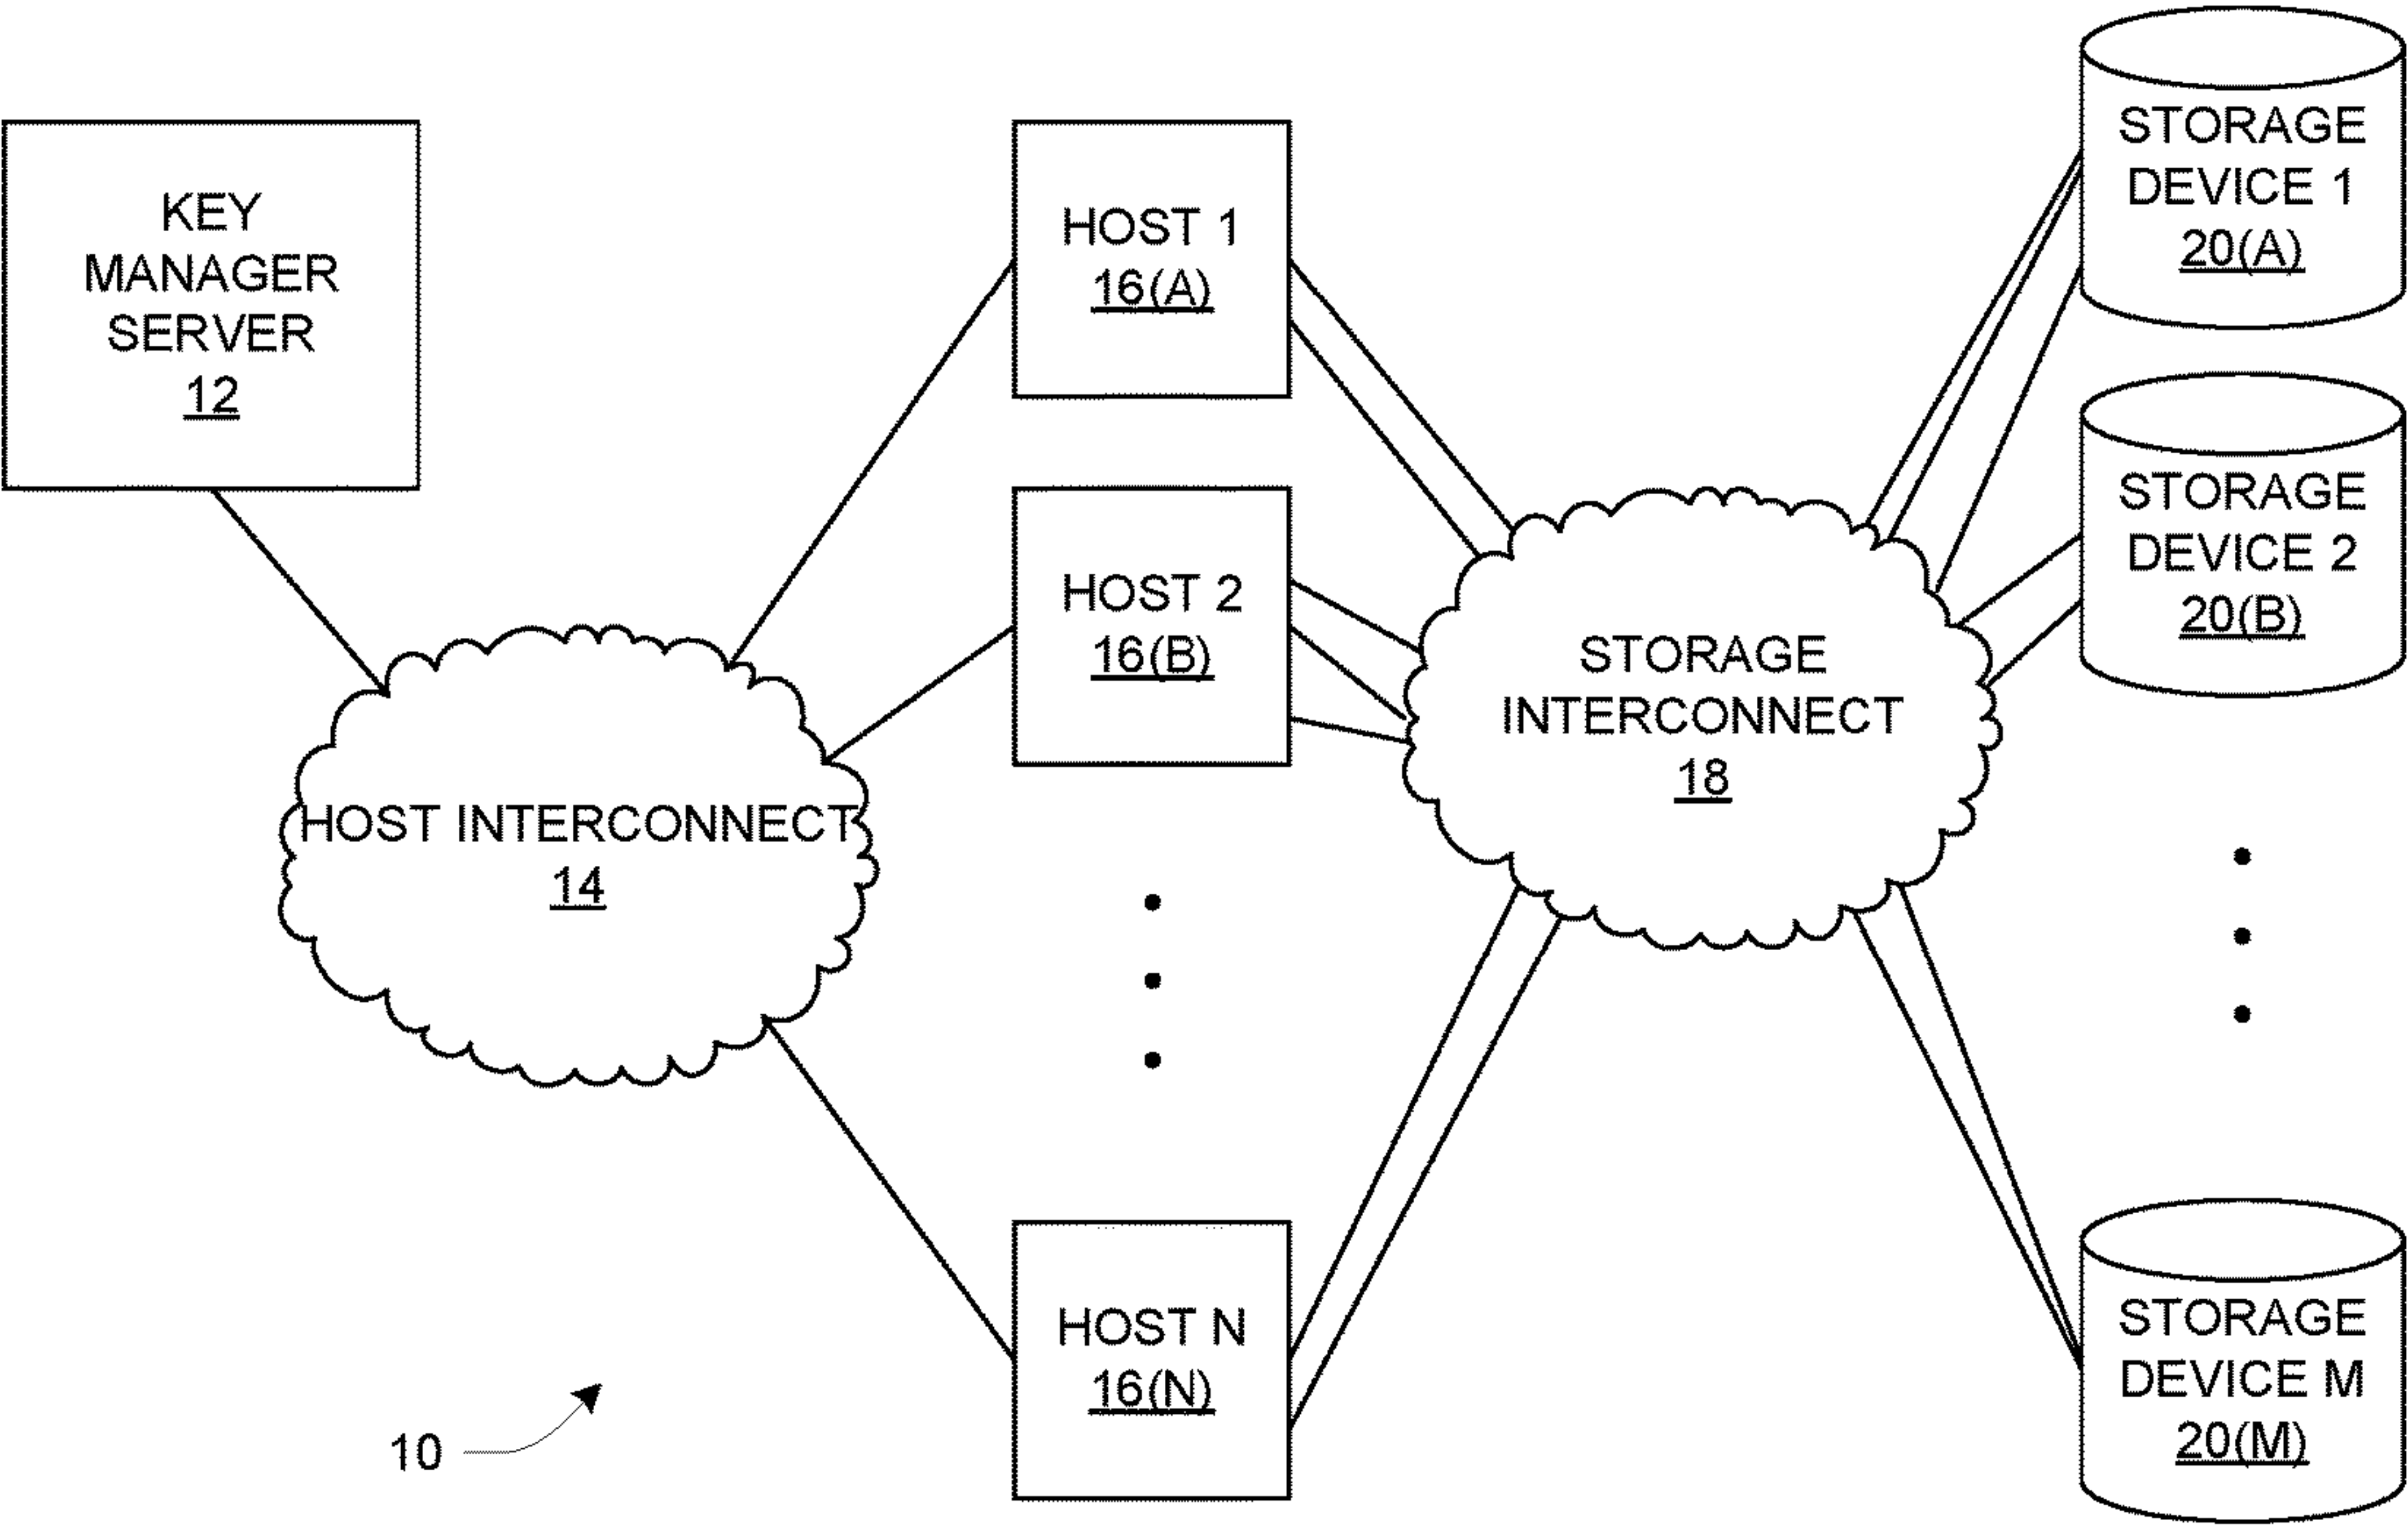 KEY
MANAGER
SERVER
12
HOST INTERCONNECT
14
HOST 1
16(A)
HOST 2
16(B)
HOST N
16(N)
STORAGE
INTERCONNECT
18
STORAGE
DEVICE 1
20(A)
STORAGE
DEVICE 2
20(B)
STORAGE
DEVICE M
20(M)
10